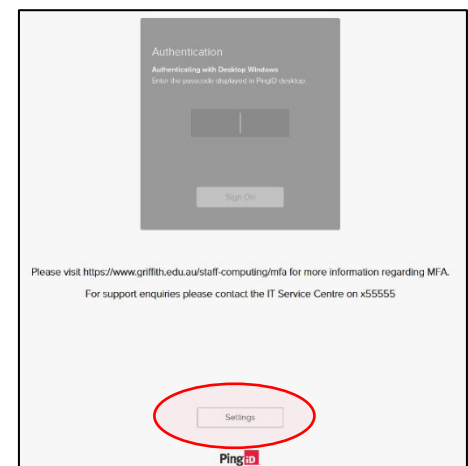 Authentication
Authenticating with Desktop Windows
Enter the passcode displayed in PingID desktop
Sign On
Please visit https://www.griffith.edu.au/staff-computing/mfa for more information regarding MFA.
For support enquiries please contact the IT Service Centre on x55555
Settings
Ping ID